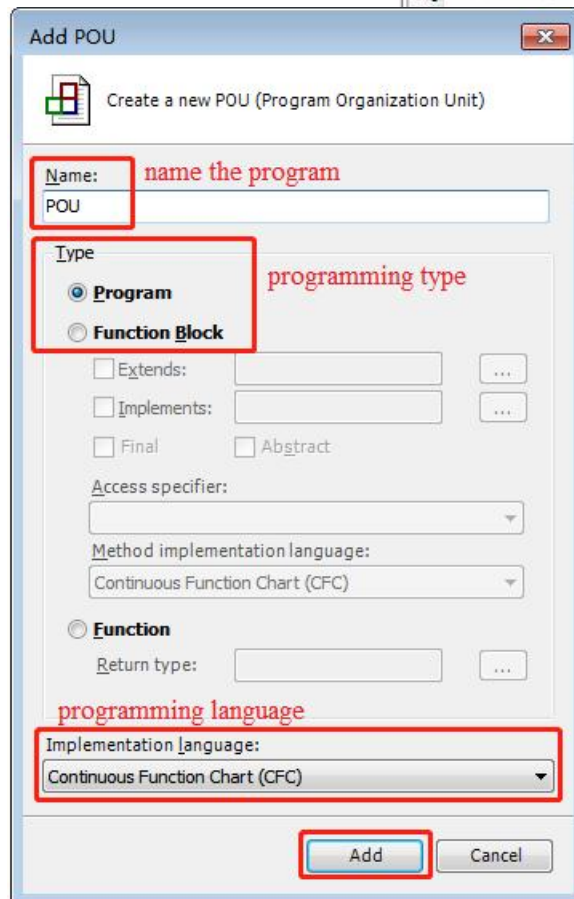 Add POU
Create a new POU (Program Organization Unit)
Name: name the program
POU
Type
programming type
Program
Function Block
Extends: ...
Implements: ...
Final Abstract
Access specifier:
Method implementation language:
Continuous Function Chart (CFC)
Function
Return type: ...
programming language
Implementation language:
Continuous Function Chart (CFC)
Add Cancel